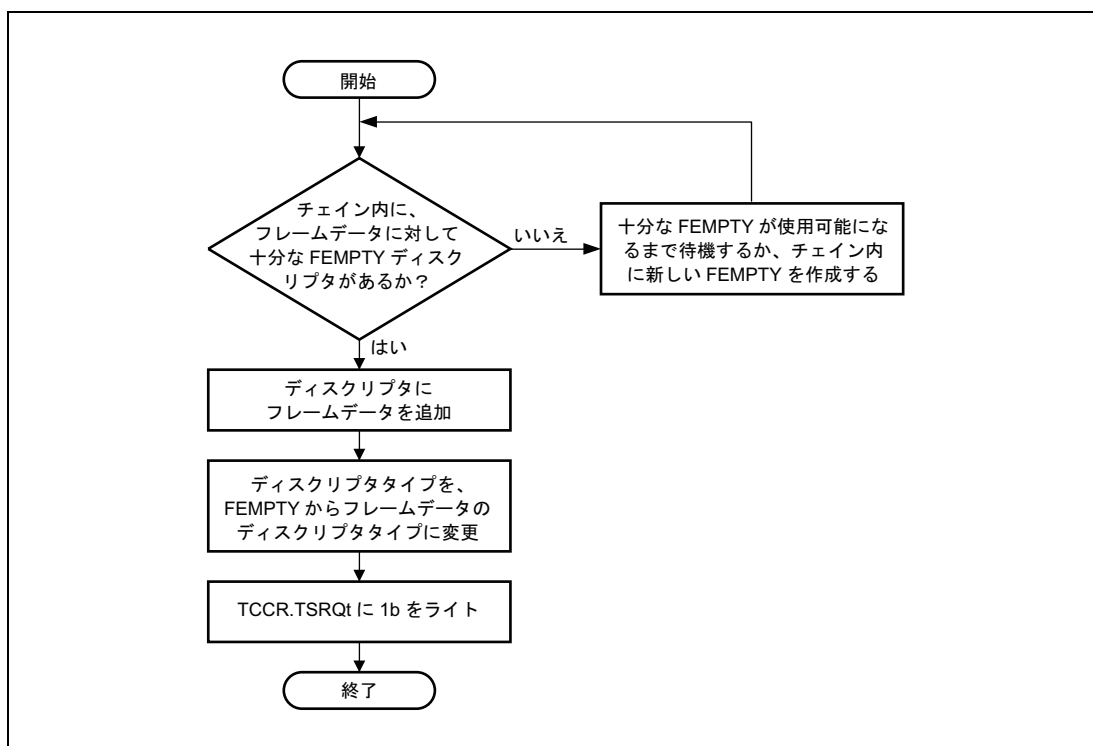 開始
チェイン内に、
フレームデータに対して
十分な FEMPTY ディスク
リプタがあるか？
いいえ
十分な FEMPTY が使用可能にな
るまで待機するか、チェイン内
に新しい FEMPTY を作成する
はい
ディスクリプタに
フレームデータを追加
ディスクリプタタイプを、
FEMPTY からフレームデータの
ディスクリプタタイプに変更
TCCR.TSRQt に 1b をライト
終了